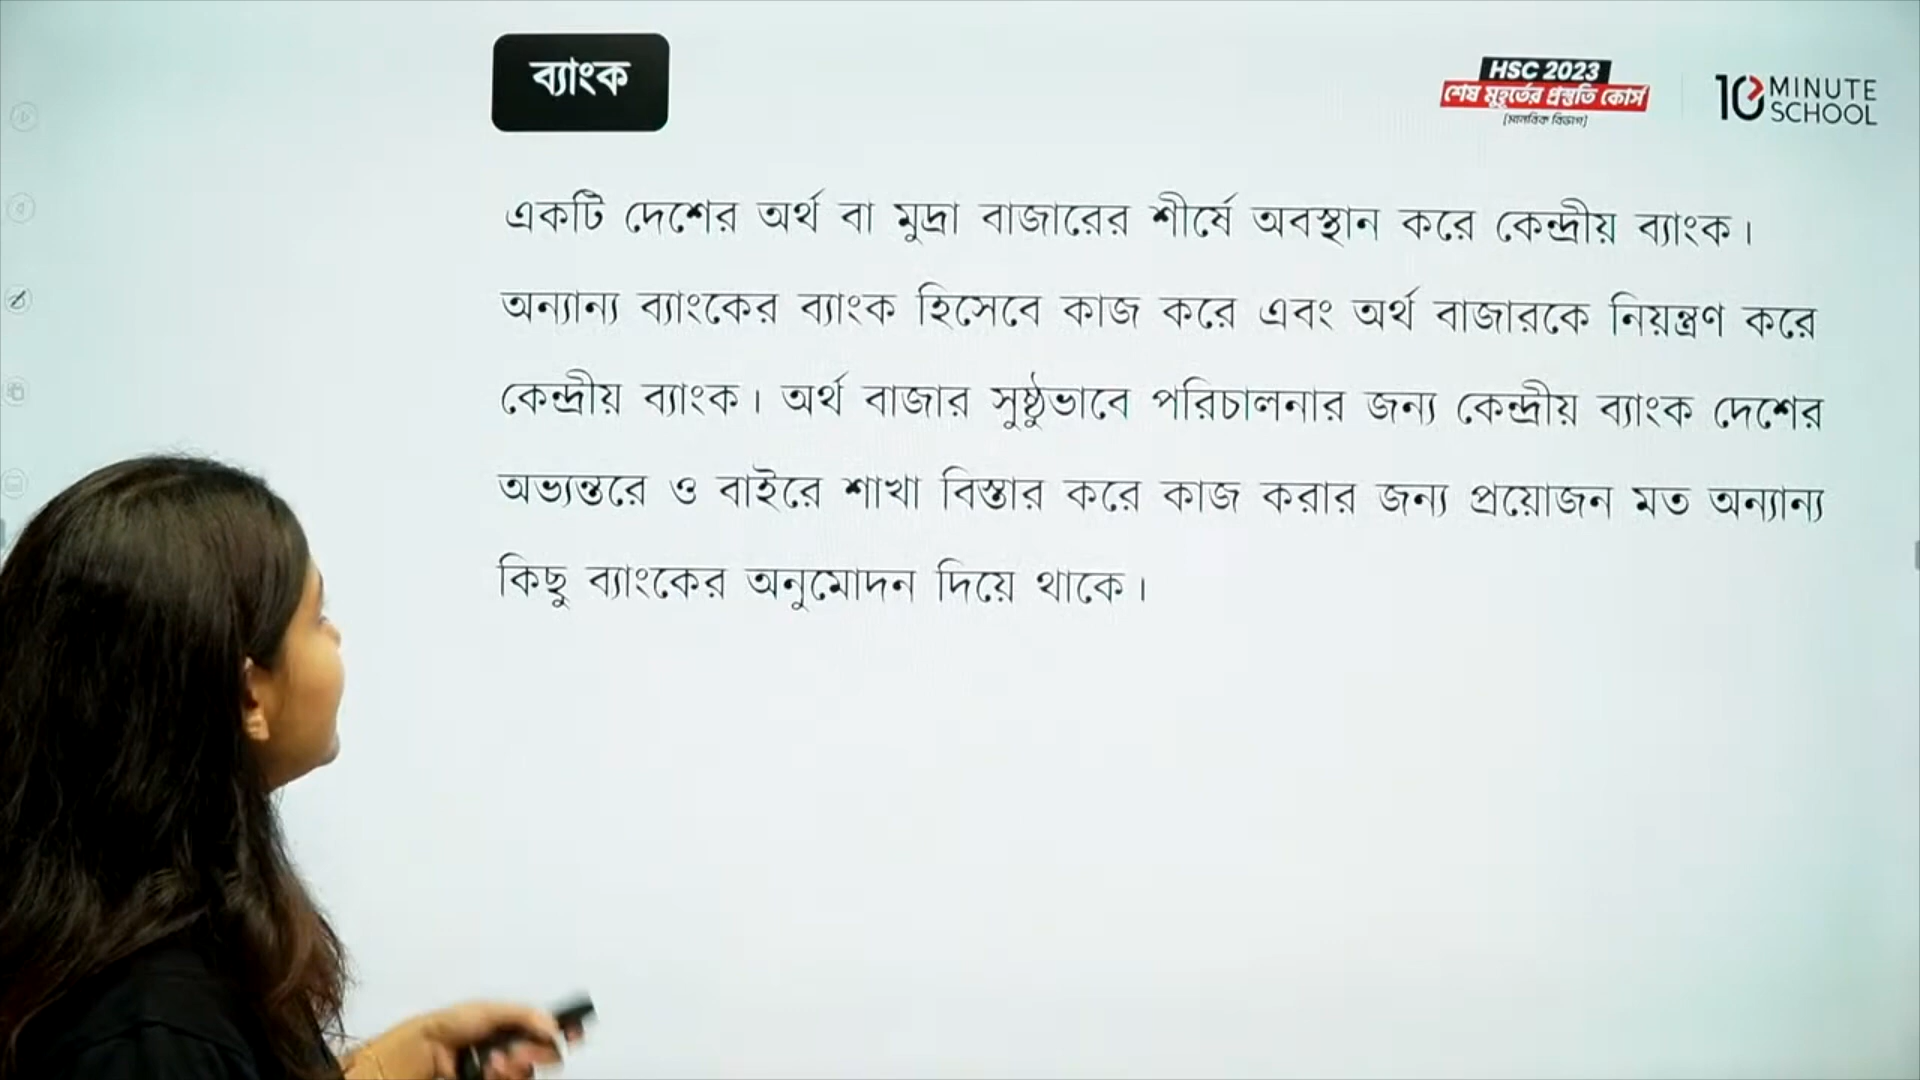 ব্যাংক
HSC 2023
শেষ মুহূর্তের প্রস্তুতি কোর্স
[মানবিক বিভাগ]
10 MINUTE SCHOOL
একটি দেশের অর্থ বা মুদ্রা বাজারের শীর্ষে অবস্থান করে কেন্দ্রীয় ব্যাংক।
অন্যান্য ব্যাংকের ব্যাংক হিসেবে কাজ করে এবং অর্থ বাজারকে নিয়ন্ত্রণ করে
কেন্দ্রীয় ব্যাংক। অর্থ বাজার সুষ্ঠুভাবে পরিচালনার জন্য কেন্দ্রীয় ব্যাংক দেশের
অভ্যন্তরে ও বাইরে শাখা বিস্তার করে কাজ করার জন্য প্রয়োজন মত অন্যান্য
কিছু ব্যাংকের অনুমোদন দিয়ে থাকে।